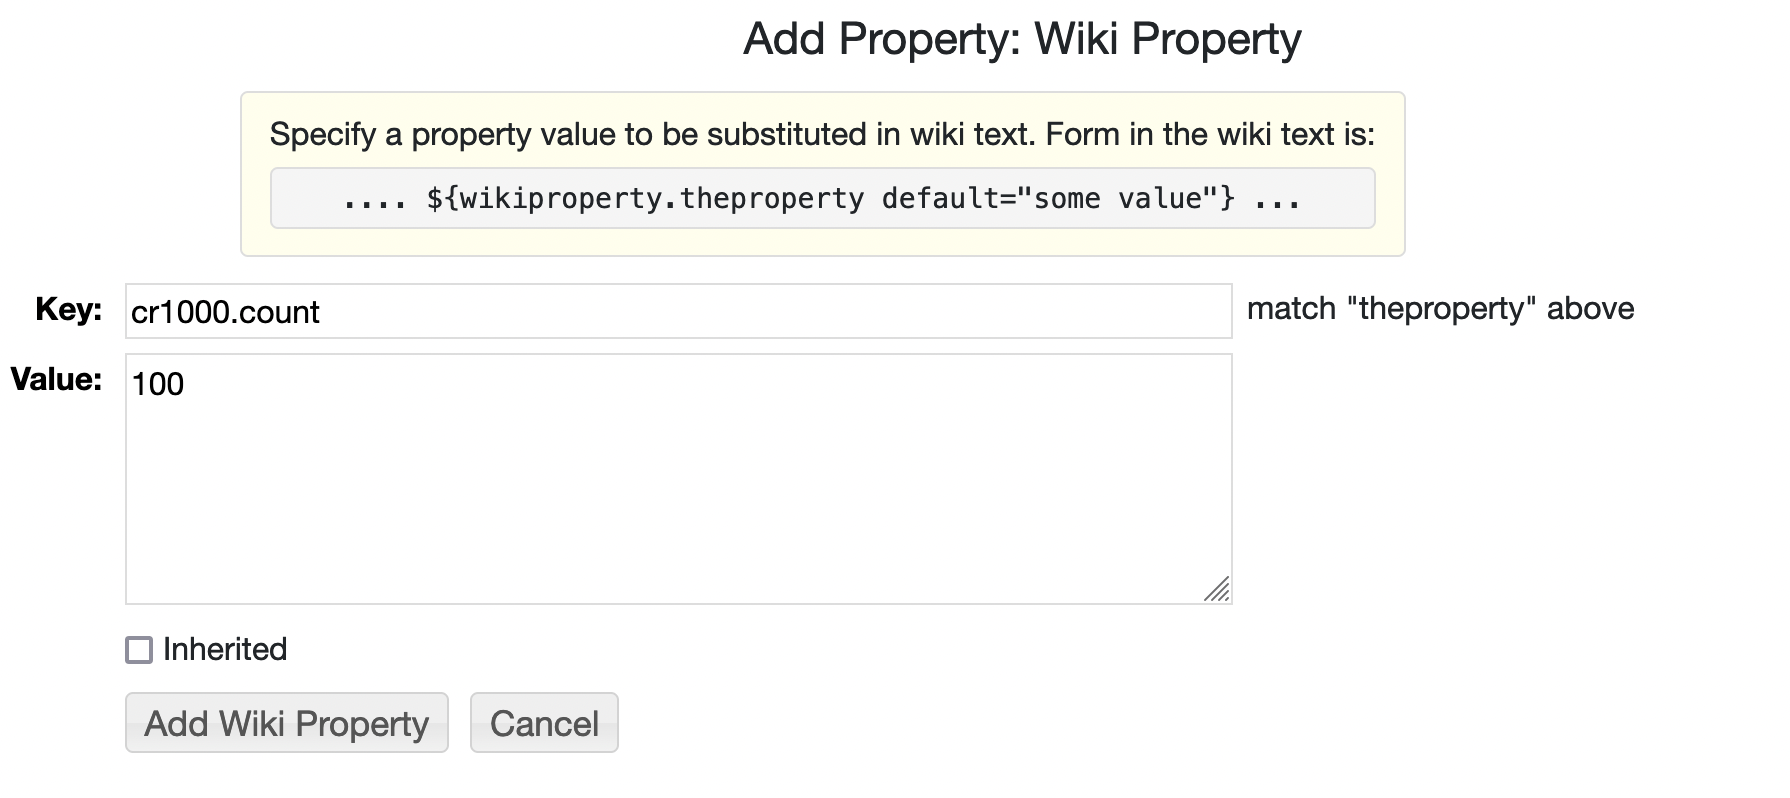 Add Property: Wiki Property
Specify a property value to be substituted in wiki text. Form in the wiki text is:
.... ${wikiproperty.theproperty default="some value"} ...
Key: cr1000.count match "theproperty" above
Value: 100
Inherited
Add Wiki Property Cancel